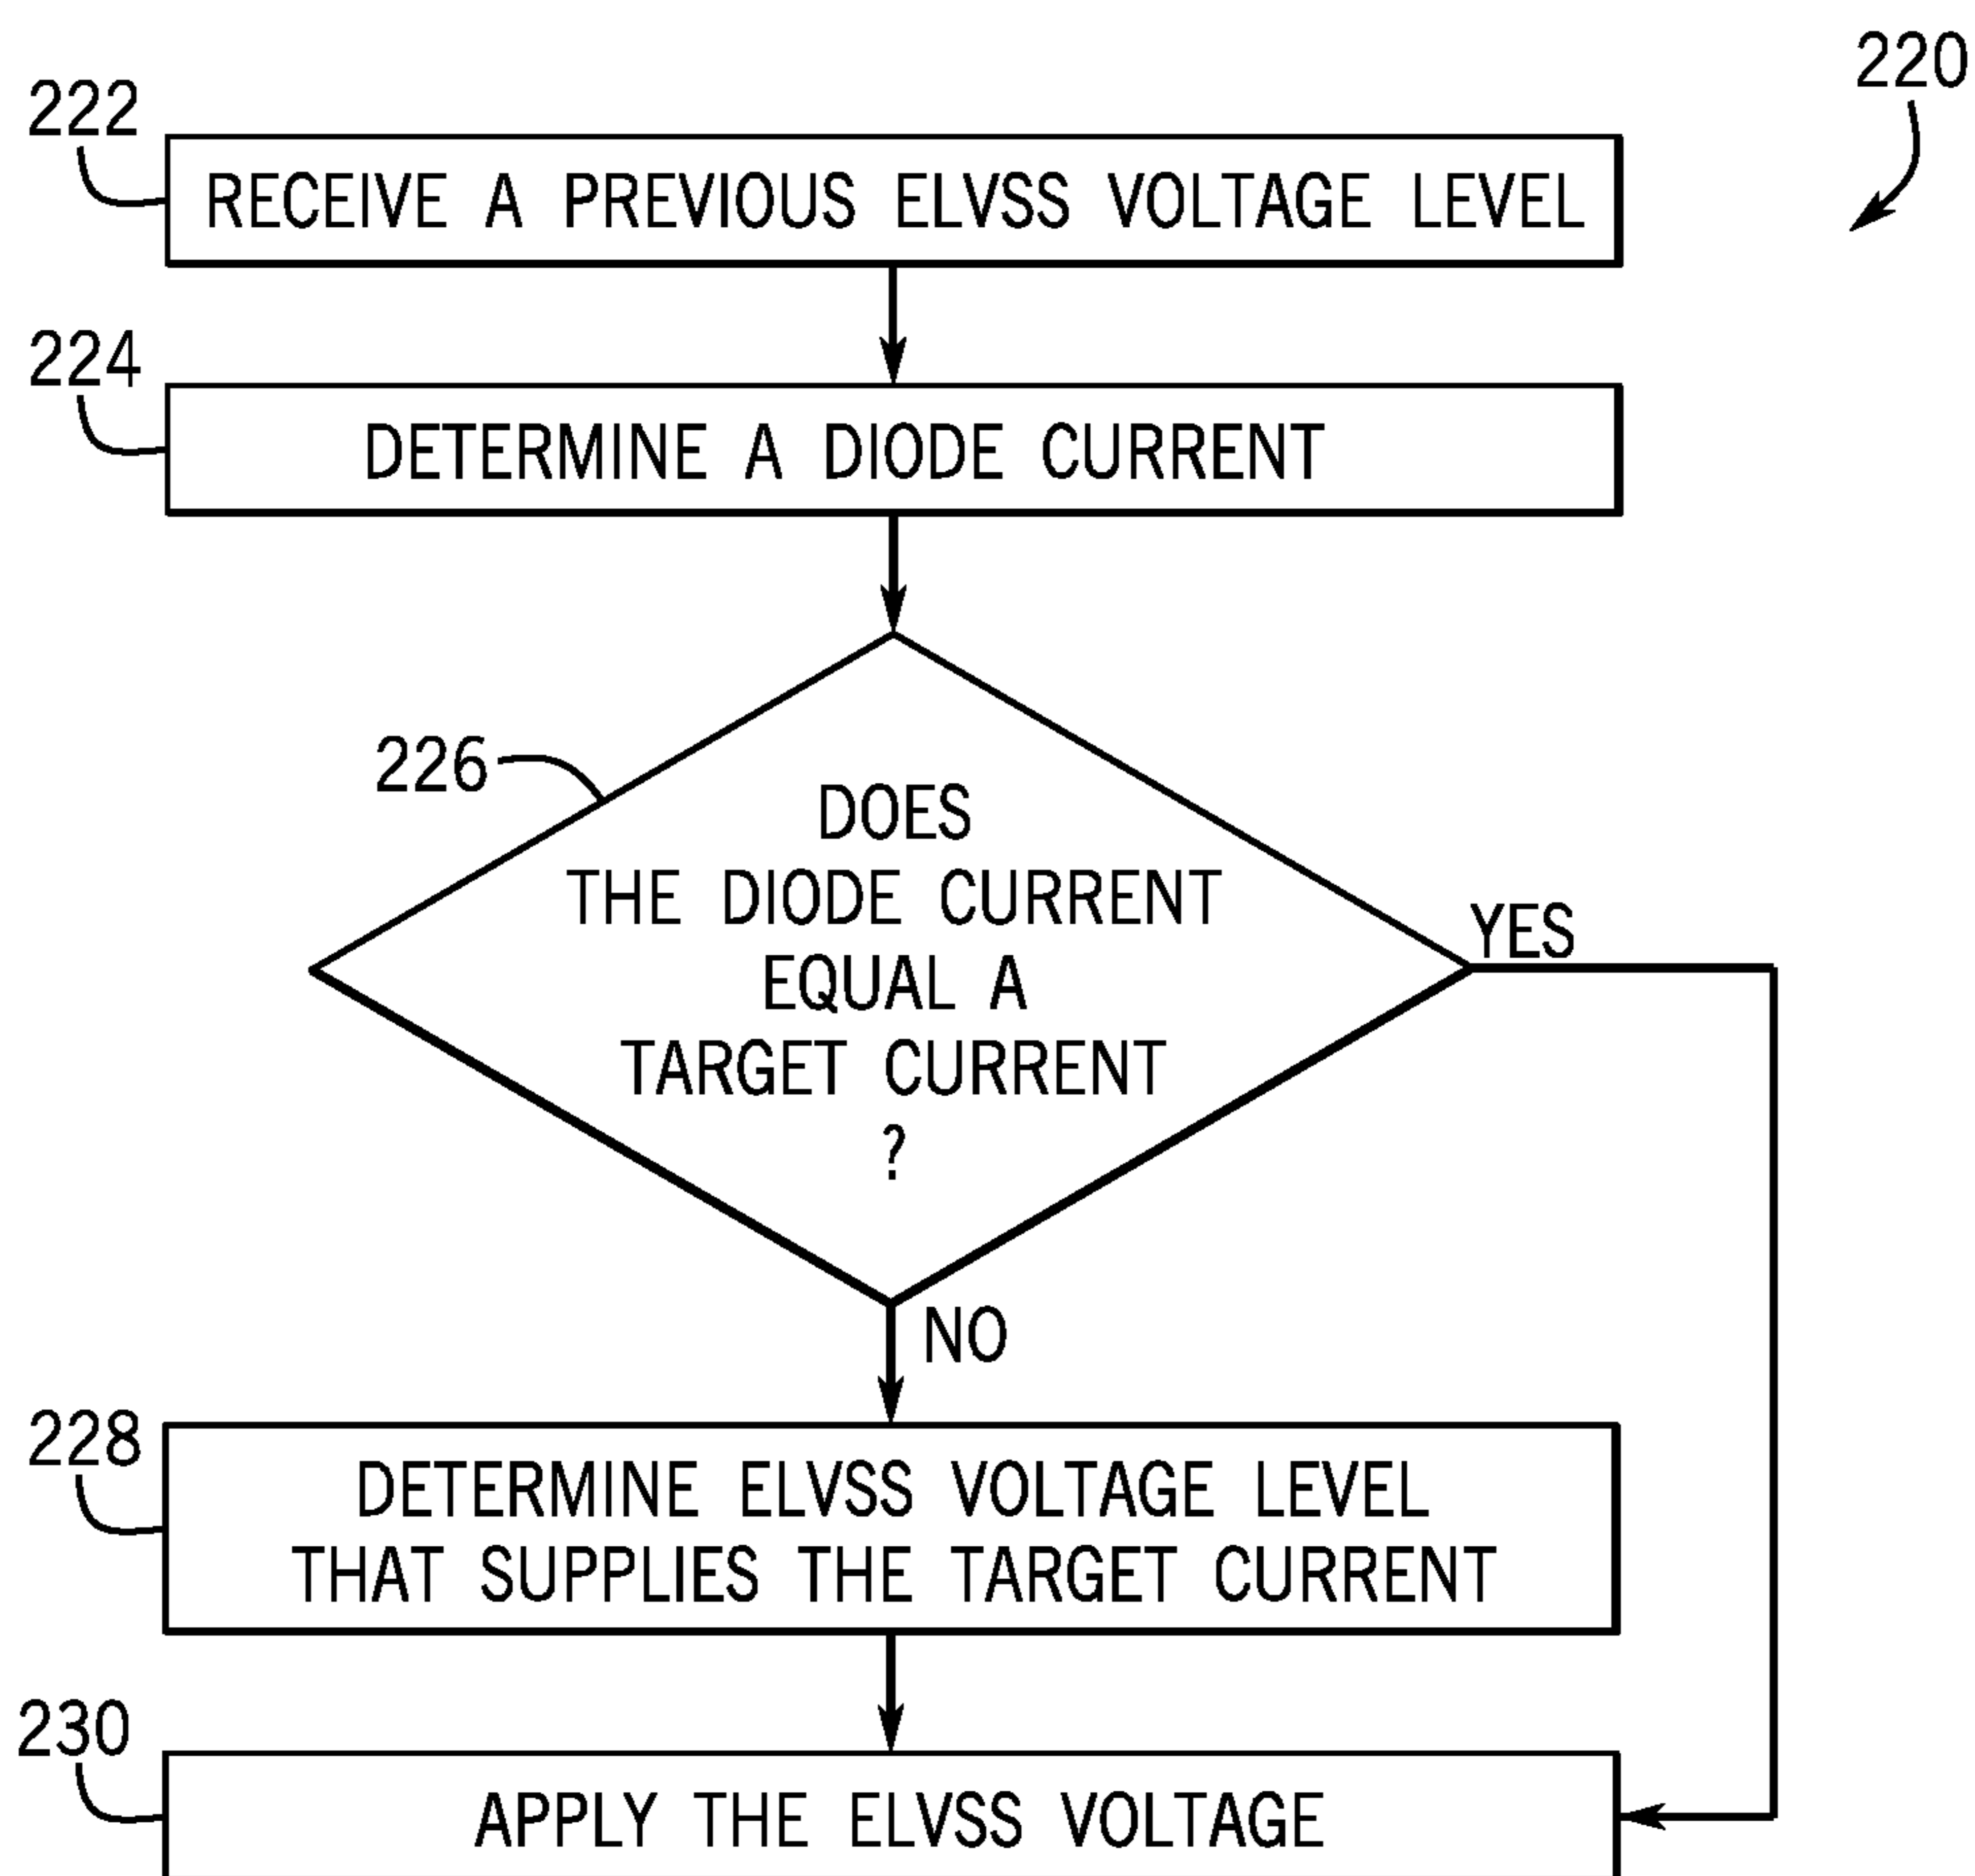 220
222
RECEIVE A PREVIOUS ELVSS VOLTAGE LEVEL
224
DETERMINE A DIODE CURRENT
226
DOES
THE DIODE CURRENT
EQUAL A
TARGET CURRENT
?
YES
NO
228
DETERMINE ELVSS VOLTAGE LEVEL
THAT SUPPLIES THE TARGET CURRENT
230
APPLY THE ELVSS VOLTAGE